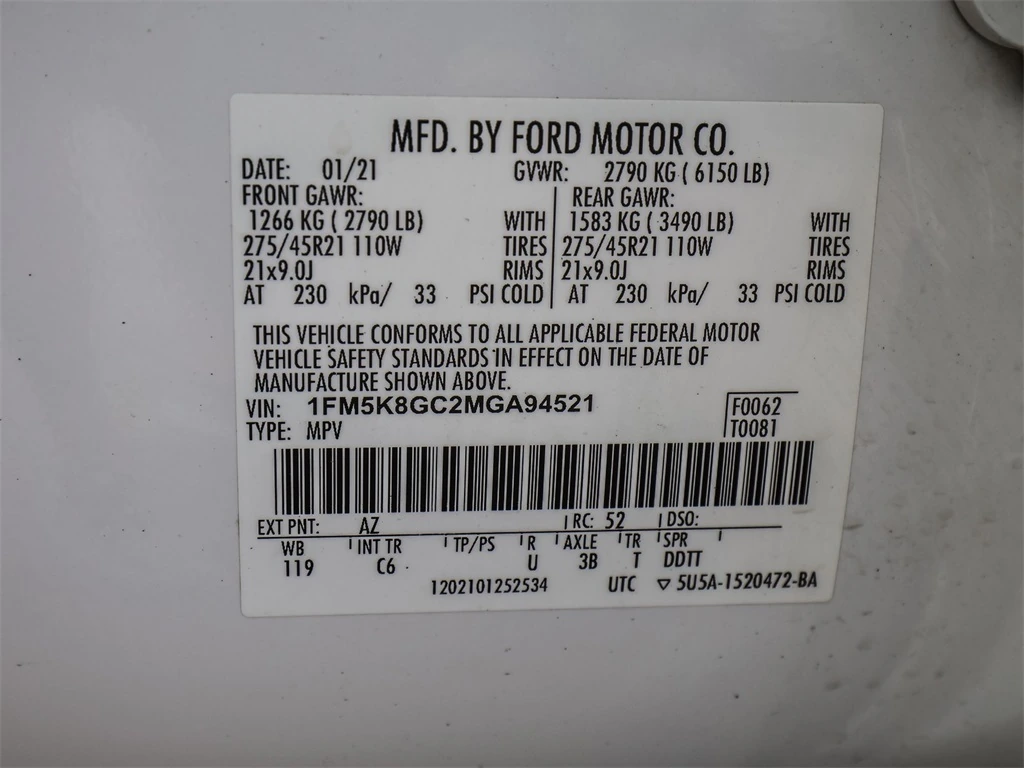 MFD. BY FORD MOTOR CO.
DATE: 01/21 GVWR: 2790 KG ( 6150 LB)
FRONT GAWR: REAR GAWR:
1266 KG ( 2790 LB) WITH 1583 KG ( 3490 LB) WITH
275/45R21 110W TIRES 275/45R21 110W TIRES
21x9.0J RIMS 21x9.0J RIMS
AT 230 kPa/ 33 PSI COLD AT 230 kPa/ 33 PSI COLD
THIS VEHICLE CONFORMS TO ALL APPLICABLE FEDERAL MOTOR
VEHICLE SAFETY STANDARDS IN EFFECT ON THE DATE OF
MANUFACTURE SHOWN ABOVE.
VIN: 1FM5K8GC2MGA94521 F0062
TYPE: MPV T0081
EXT PNT: AZ RC: 52 DSO:
WB INT TR TP/PS R AXLE TR SPR
119 C6 U 3B T DDTT
1202101252534 UTC ▽ 5U5A-1520472-BA